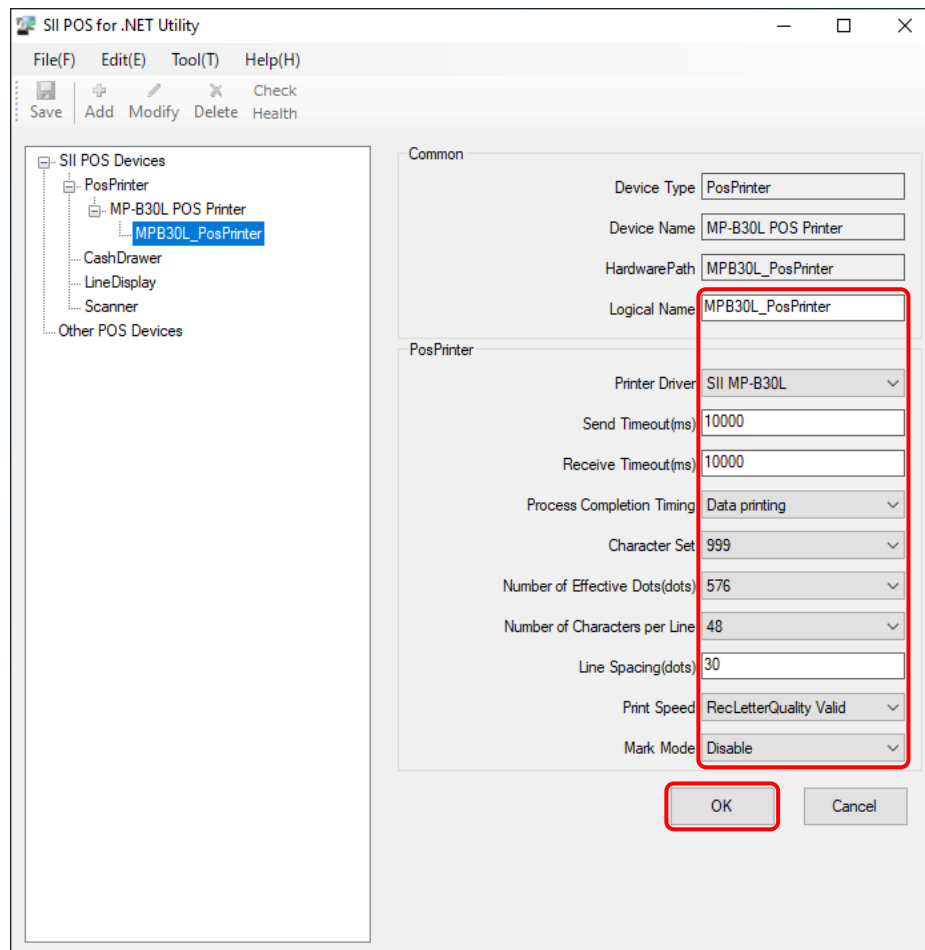 SII POS for .NET Utility
File(F) Edit(E) Tool(T) Help(H)
Save Add Modify Delete Check Health
SII POS Devices
PosPrinter
MP-B30L POS Printer
MPB30L_PosPrinter
CashDrawer
LineDisplay
Scanner
Other POS Devices
Common
Device Type PosPrinter
Device Name MP-B30L POS Printer
HardwarePath MPB30L_PosPrinter
Logical Name MPB30L_PosPrinter
PosPrinter
Printer Driver SII MP-B30L
Send Timeout(ms) 10000
Receive Timeout(ms) 10000
Process Completion Timing Data printing
Character Set 999
Number of Effective Dots(dots) 576
Number of Characters per Line 48
Line Spacing(dots) 30
Print Speed RecLetterQuality Valid
Mark Mode Disable
OK Cancel